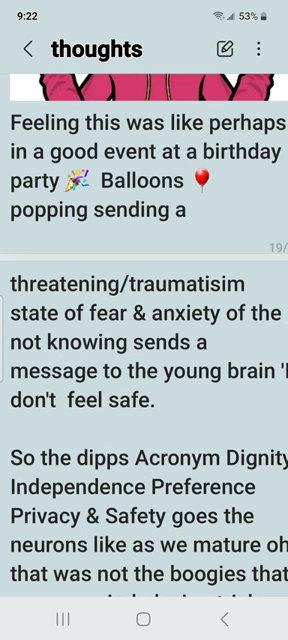 9:22
53%
thoughts
Feeling this was like perhaps
in a good event at a birthday
party 🎉 Balloons 🎈
popping sending a
19/
threatening/traumatisim
state of fear & anxiety of the
not knowing sends a
message to the young brain 'I
don't feel safe.
So the dipps Acronym Dignity
Independence Preference
Privacy & Safety goes the
neurons like as we mature oh
that was not the boogies that